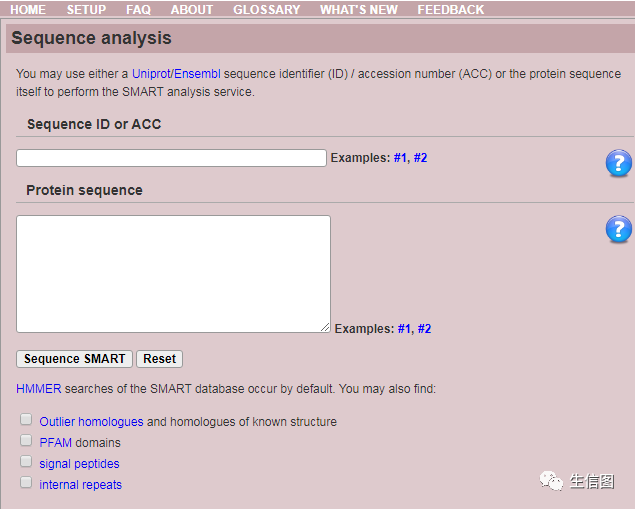 HOME SETUP FAQ ABOUT GLOSSARY WHAT'S NEW FEEDBACK
Sequence analysis
You may use either a Uniprot/Ensembl sequence identifier (ID) / accession number (ACC) or the protein sequence
itself to perform the SMART analysis service.
Sequence ID or ACC
Examples: #1, #2
?
Protein sequence
?
Examples: #1, #2
Sequence SMART Reset
HMMER searches of the SMART database occur by default. You may also find:
Outlier homologues and homologues of known structure
PFAM domains
signal peptides
internal repeats
生信图